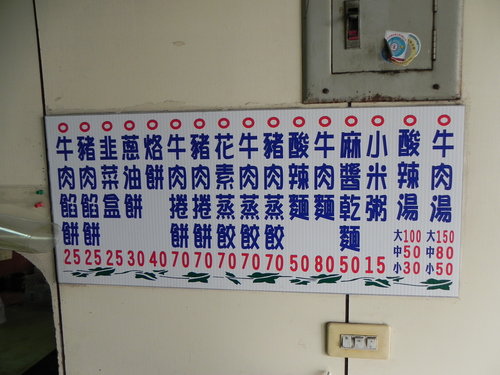 牛肉餡餅 25
豬肉餡餅 25
韭菜盒 25
蔥油餅 30
烙餅 40
牛肉捲餅 70
豬肉捲餅 70
花素蒸餃 70
牛肉蒸餃 70
豬肉蒸餃 70
酸辣麵 50
牛肉麵 80
麻醬乾麵 50
小米粥 15
酸辣湯 大100 中50 小30
牛肉湯 大150 中80 小50